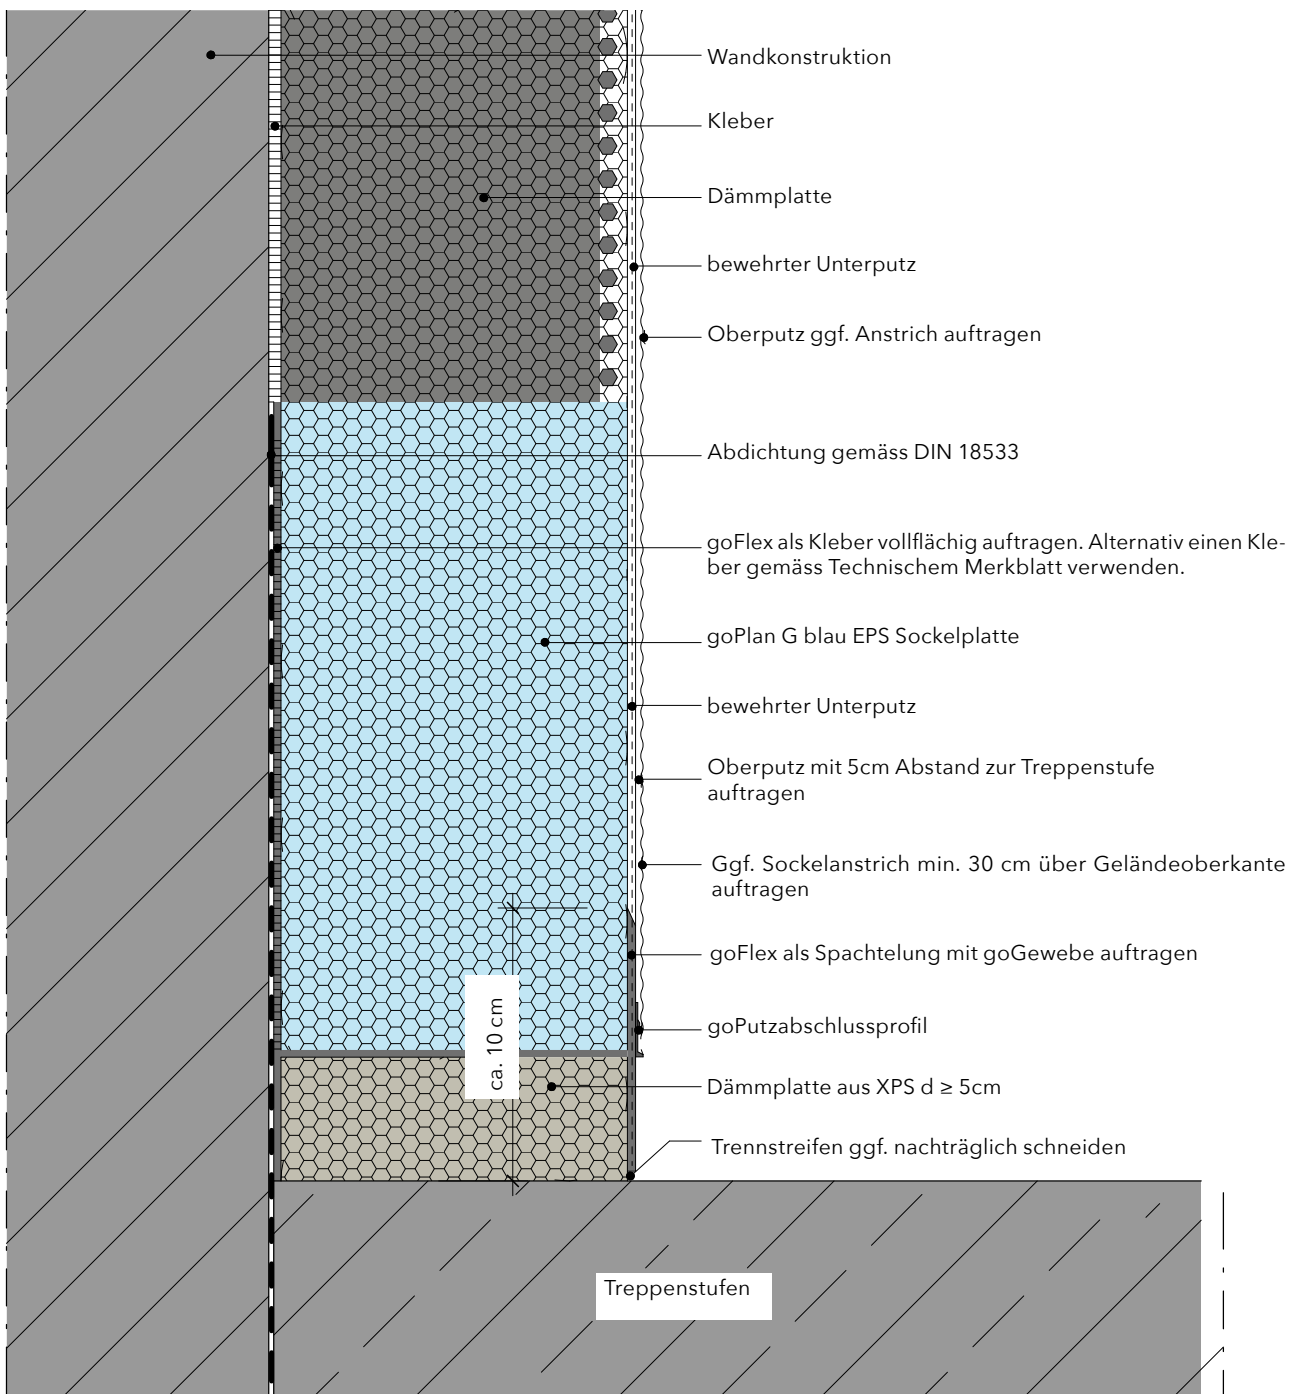 Wandkonstruktion
Kleber
Dämmplatte
bewehrter Unterputz
Oberputz ggf. Anstrich auftragen
Abdichtung gemäss DIN 18533
goFlex als Kleber vollflächig auftragen. Alternativ einen Kle-
ber gemäss Technischem Merkblatt verwenden.
goPlan G blau EPS Sockelplatte
bewehrter Unterputz
Oberputz mit 5cm Abstand zur Treppenstufe
auftragen
Ggf. Sockelanstrich min. 30 cm über Geländeoberkante
auftragen
goFlex als Spachtelung mit goGewebe auftragen
ca. 10 cm
goPutzabschlussprofil
Dämmplatte aus XPS d ≥ 5cm
Trennstreifen ggf. nachträglich schneiden
Treppenstufen